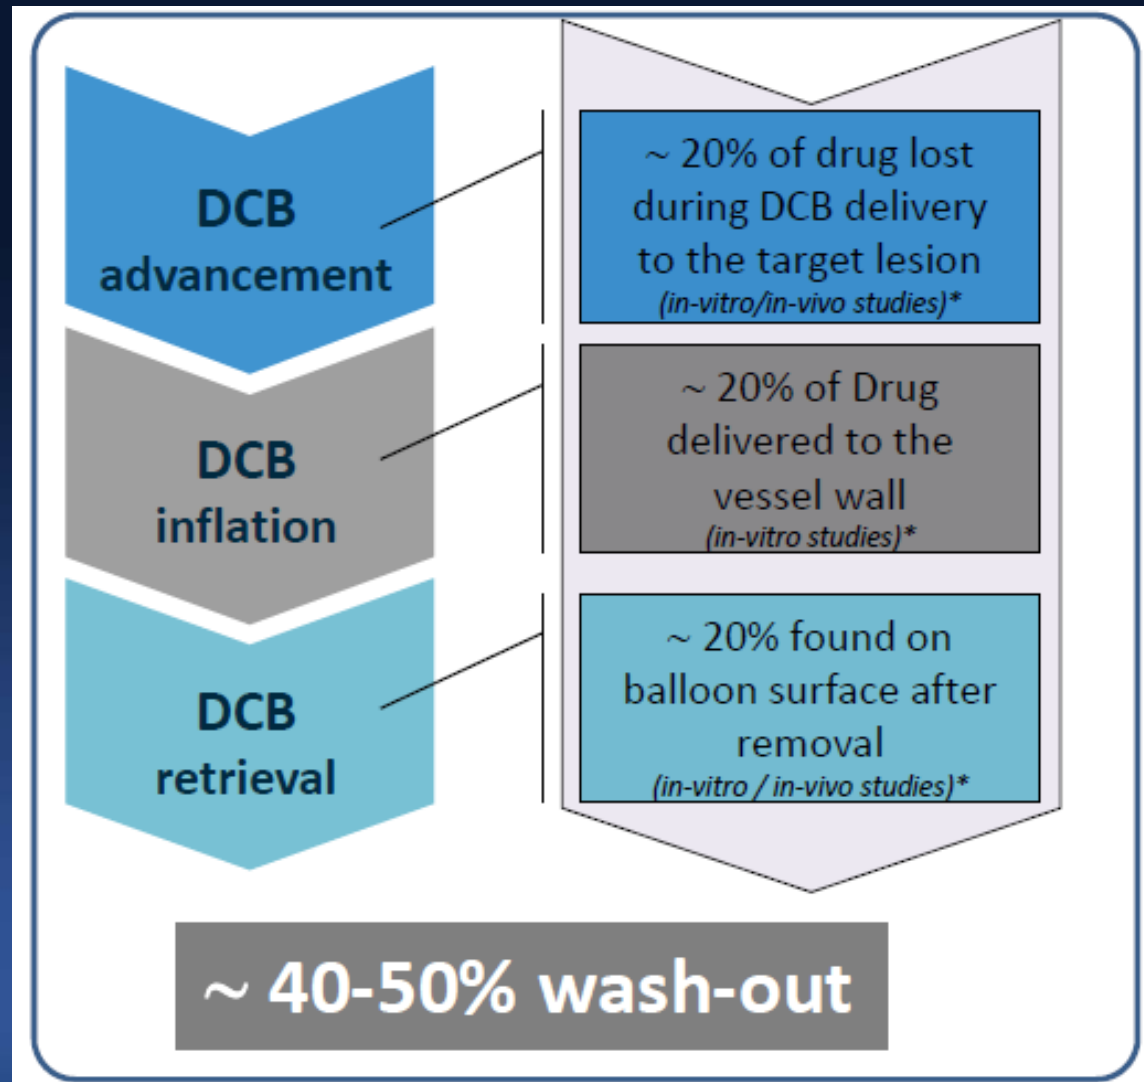 DCB
advancement
~ 20% of drug lost
during DCB delivery
to the target lesion
(in-vitro/in-vivo studies)*
DCB
inflation
~ 20% of Drug
delivered to the
vessel wall
(in-vitro studies)*
DCB
retrieval
~ 20% found on
balloon surface after
removal
(in-vitro / in-vivo studies)*
~ 40-50% wash-out